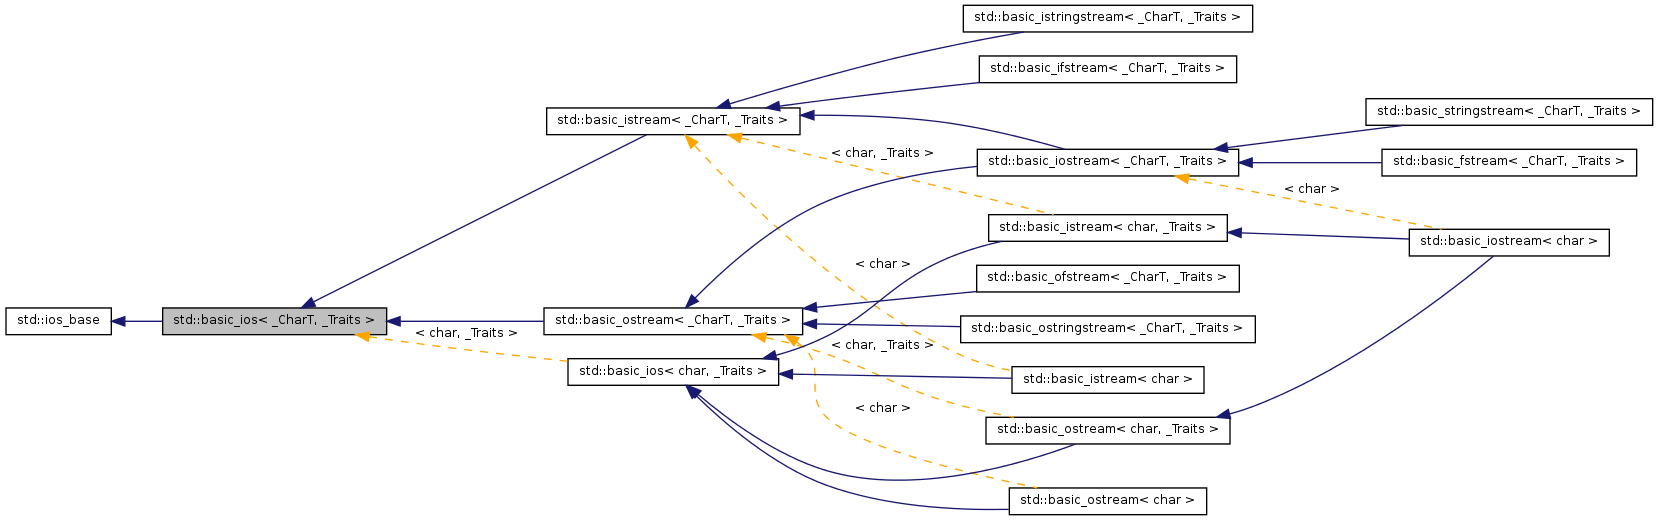 std::basic_istringstream< _CharT, _Traits >
std::basic_ifstream< _CharT, _Traits >
std::basic_stringstream< _CharT, _Traits >
std::basic_istream< _CharT, _Traits >
< char, _Traits >
std::basic_iostream< _CharT, _Traits >
std::basic_fstream< _CharT, _Traits >
< char >
std::basic_istream< char, _Traits >
std::basic_iostream< char >
< char >
std::basic_ofstream< _CharT, _Traits >
std::ios_base
std::basic_ios< _CharT, _Traits >
std::basic_ostream< _CharT, _Traits >
std::basic_ostringstream< _CharT, _Traits >
< char, _Traits >
< char, _Traits >
std::basic_ios< char, _Traits >
std::basic_istream< char >
< char >
std::basic_ostream< char, _Traits >
std::basic_ostream< char >